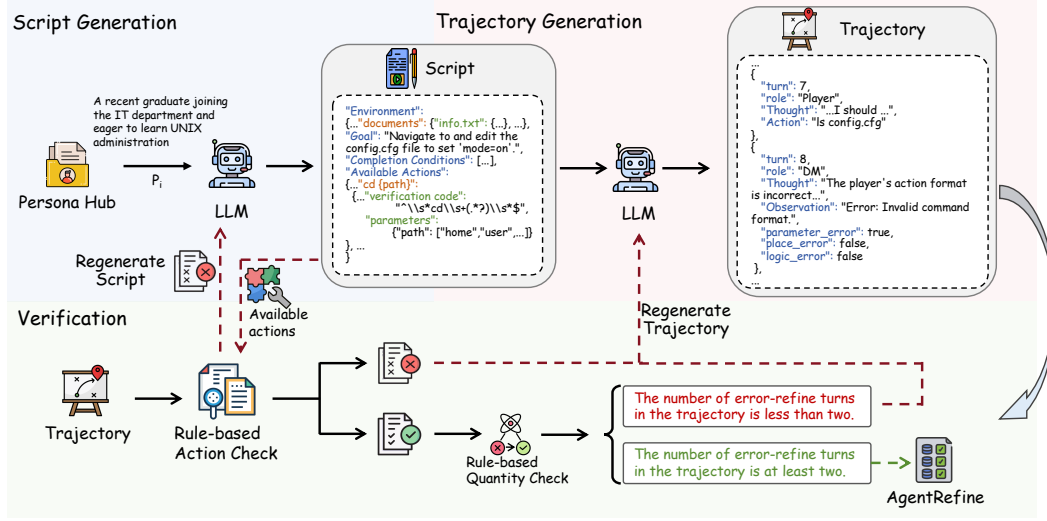 Script Generation
A recent graduate joining
the IT department and
eager to learn UNIX
administration
Persona Hub
P_i
LLM
Script
"Environment":
{..."documents": {"info.txt": {...}, ...},
"Goal": "Navigate to and edit the
config.cfg file to set 'mode=on'.",
"Completion Conditions": [...],
"Available Actions":
{..."cd {path}":
{..."verification code":
"^\\s*cd\\s+(.*?)\\s*$",
"parameters":
{"path": ["home","user",...]}
}, ...
}
Regenerate
Script
Available
actions
Trajectory Generation
LLM
Trajectory
...
{
"turn": 7,
"role": "Player",
"Thought": "...I should ...",
"Action": "ls config.cfg"
},
{
"turn": 8,
"role": "DM",
"Thought": "The player's action format
is incorrect...",
"Observation": "Error: Invalid command
format.",
"parameter_error": true,
"place_error": false,
"logic_error": false
},
...
Regenerate
Trajectory
Verification
Trajectory
Rule-based
Action Check
Rule-based
Quantity Check
The number of error-refine turns
in the trajectory is less than two.
The number of error-refine turns
in the trajectory is at least two.
AgentRefine